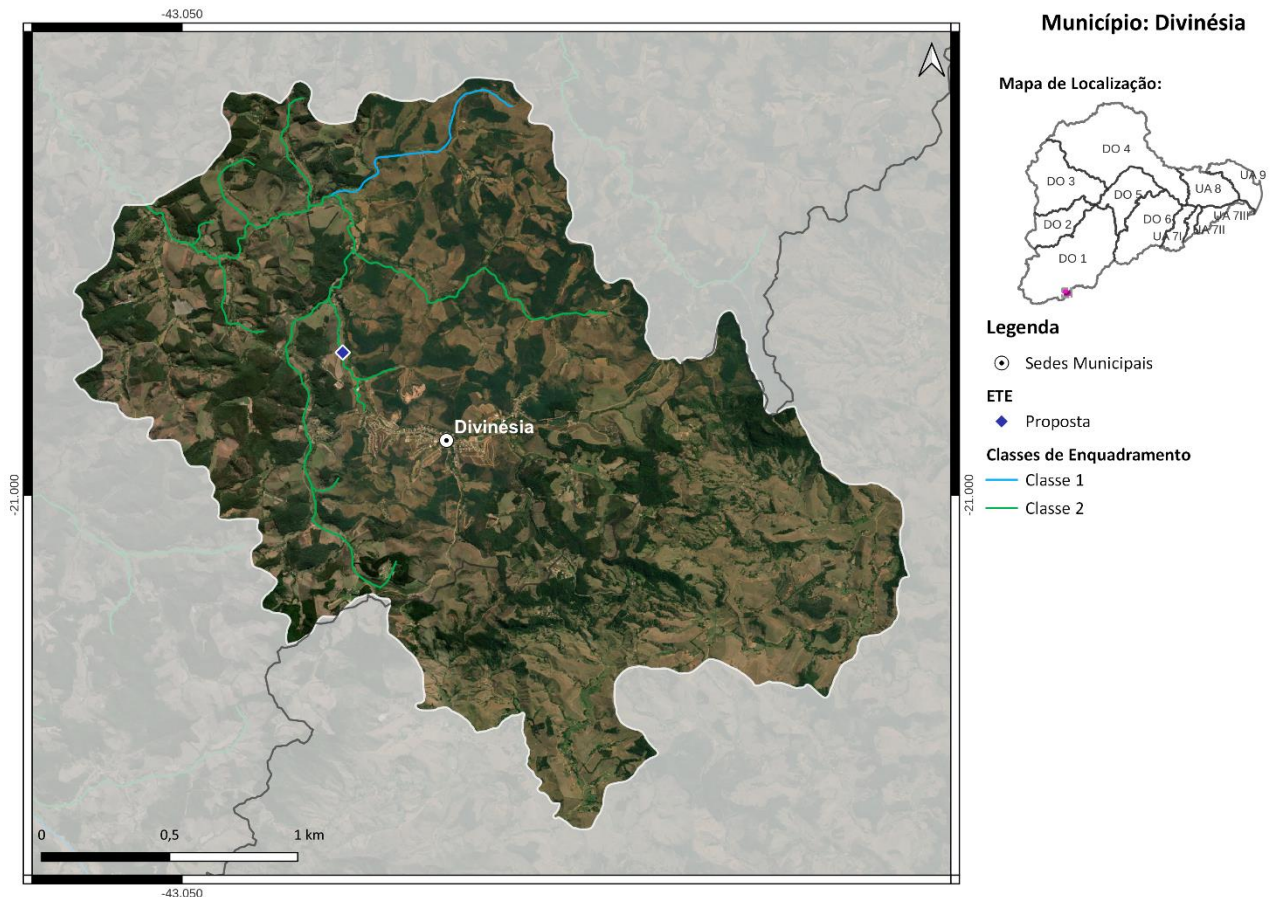 -43.050
Município: Divinésia
Mapa de Localização:
DO 4
DO 3
UA 9
UA 8
DO 5
DO 6
UA 7III
DO 2
UA 7II
UA 7I
DO 1
Legenda
Sedes Municipais
ETE
Proposta
Divinésia
Classes de Enquadramento
Classe 1
Classe 2
-21.000
-21.000
0 0,5 1 km
-43.050